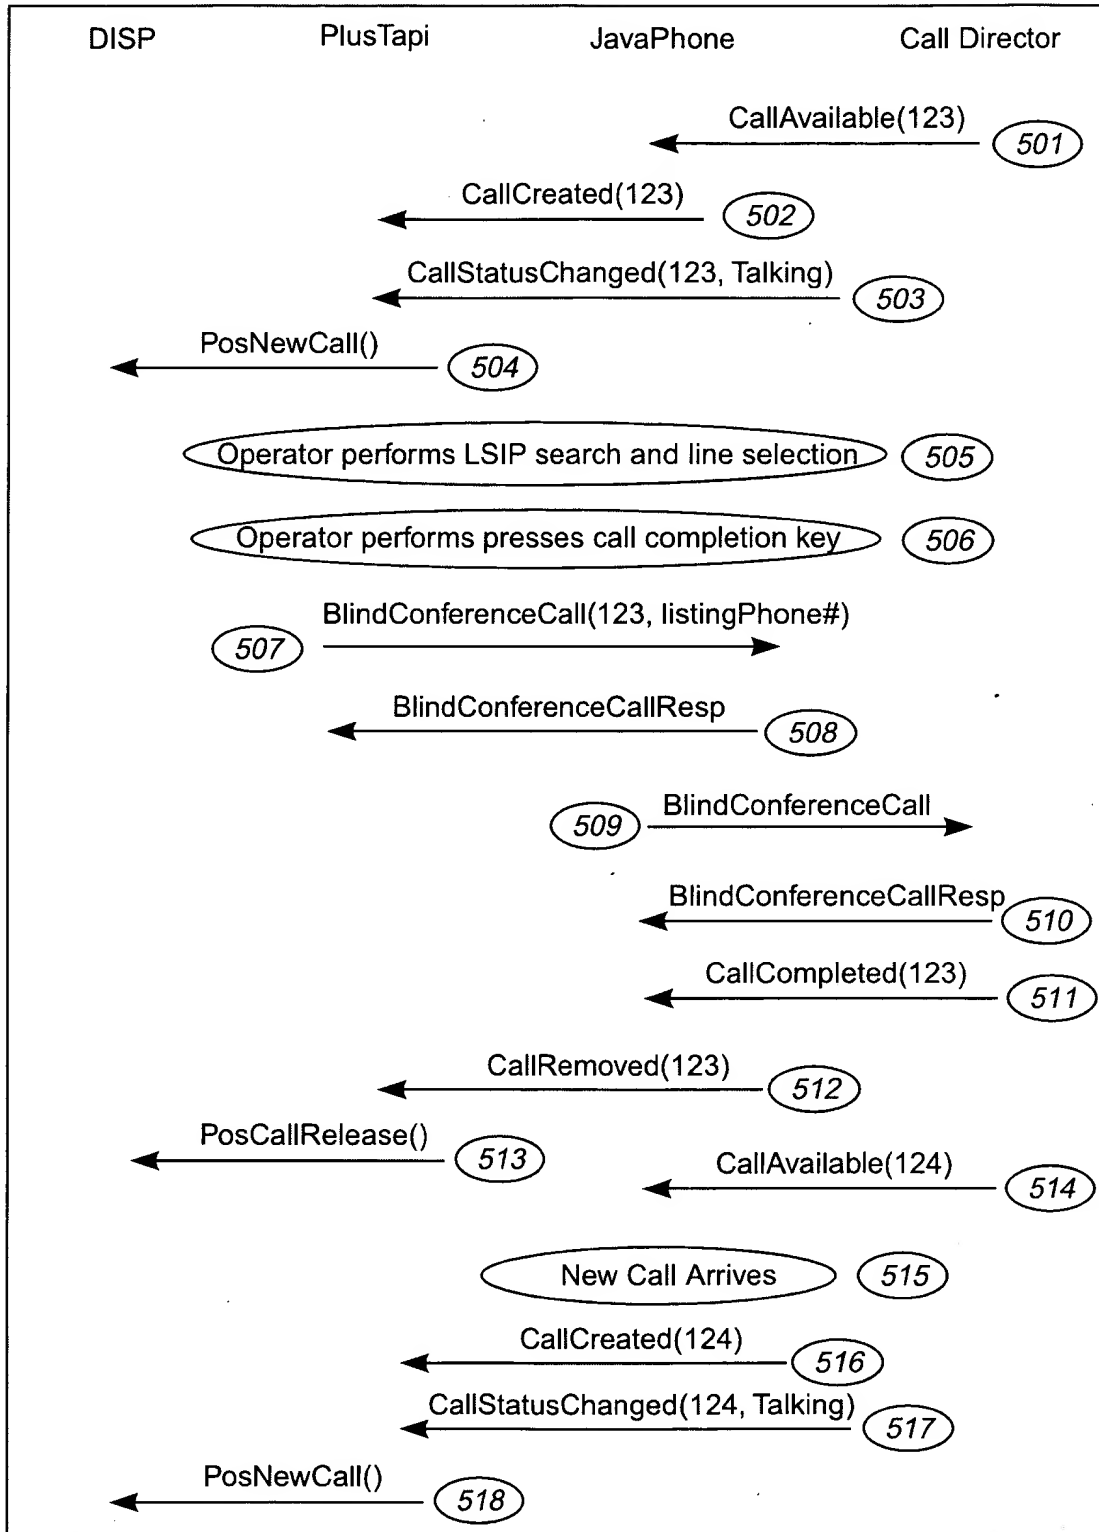 DISP PlusTapi JavaPhone Call Director
CallAvailable(123) 501
CallCreated(123) 502
CallStatusChanged(123, Talking) 503
PosNewCall() 504
Operator performs LSIP search and line selection 505
Operator performs presses call completion key 506
BlindConferenceCall(123, listingPhone#)
507
BlindConferenceCallResp 508
509 BlindConferenceCall
BlindConferenceCallResp 510
CallCompleted(123) 511
CallRemoved(123) 512
PosCallRelease() 513
CallAvailable(124) 514
New Call Arrives 515
CallCreated(124) 516
CallStatusChanged(124, Talking) 517
PosNewCall() 518